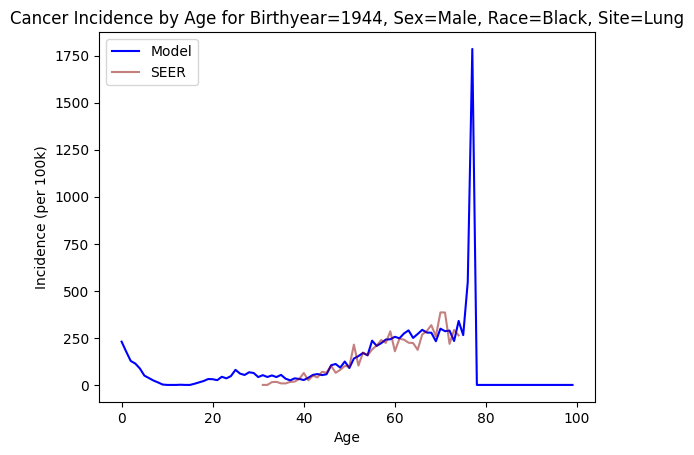 Cancer Incidence by Age for Birthyear=1944, Sex=Male, Race=Black, Site=Lung
Model
SEER
1750
1500
1250
1000
750
500
250
0
Incidence (per 100k)
0 20 40 60 80 100
Age